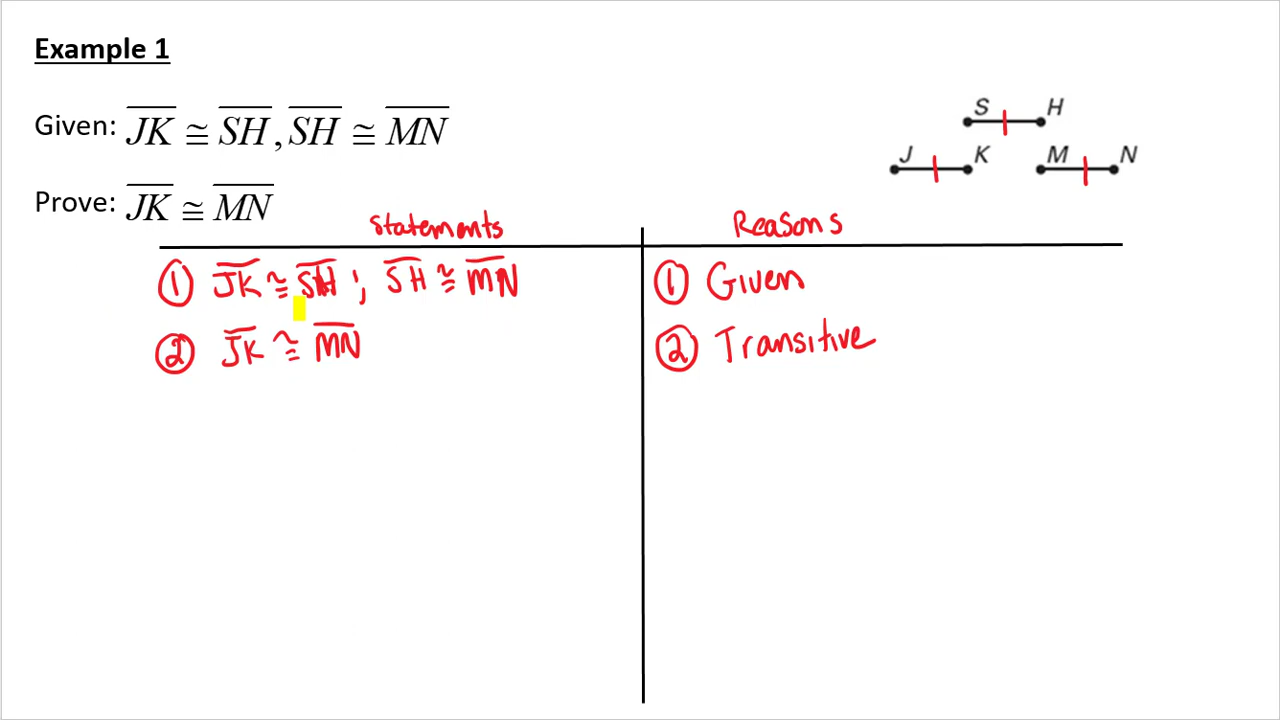 Example 1
S H
Given: JK ≅ SH, SH ≅ MN
J K M N
Prove: JK ≅ MN
Statements Reasons
① JK ≅ SH ; SH ≅ MN ① Given
② JK ≅ MN ② Transitive